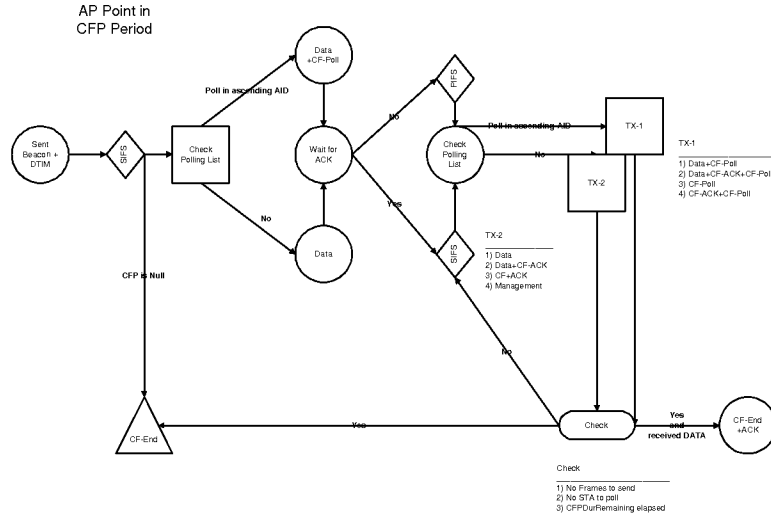 AP Point in
CFP Period
Data
+CF-Poll
PIFS
Poll in ascending AID
No
Poll in ascending AID
TX-1
Sent
Beacon +
DTIM
SIFS
Check
Polling List
Wait for
ACK
Check
Polling List
No
TX-1
1) Data+CF-Poll
2) Data+CF-ACK+CF-Pol
3) CF-Poll
4) CF-ACK+CF-Poll
TX-2
No
Yes
Data
SIFS
TX-2
1) Data
2) Data+CF-ACK
3) CF+ACK
4) Management
CFP is Null
No
CF-End
Yes
Check
Yes
and
received DATA
CF-End
+ACK
Check
1) No Frames to send
2) No STA to poll
3) CFPDurRemaining elapsed